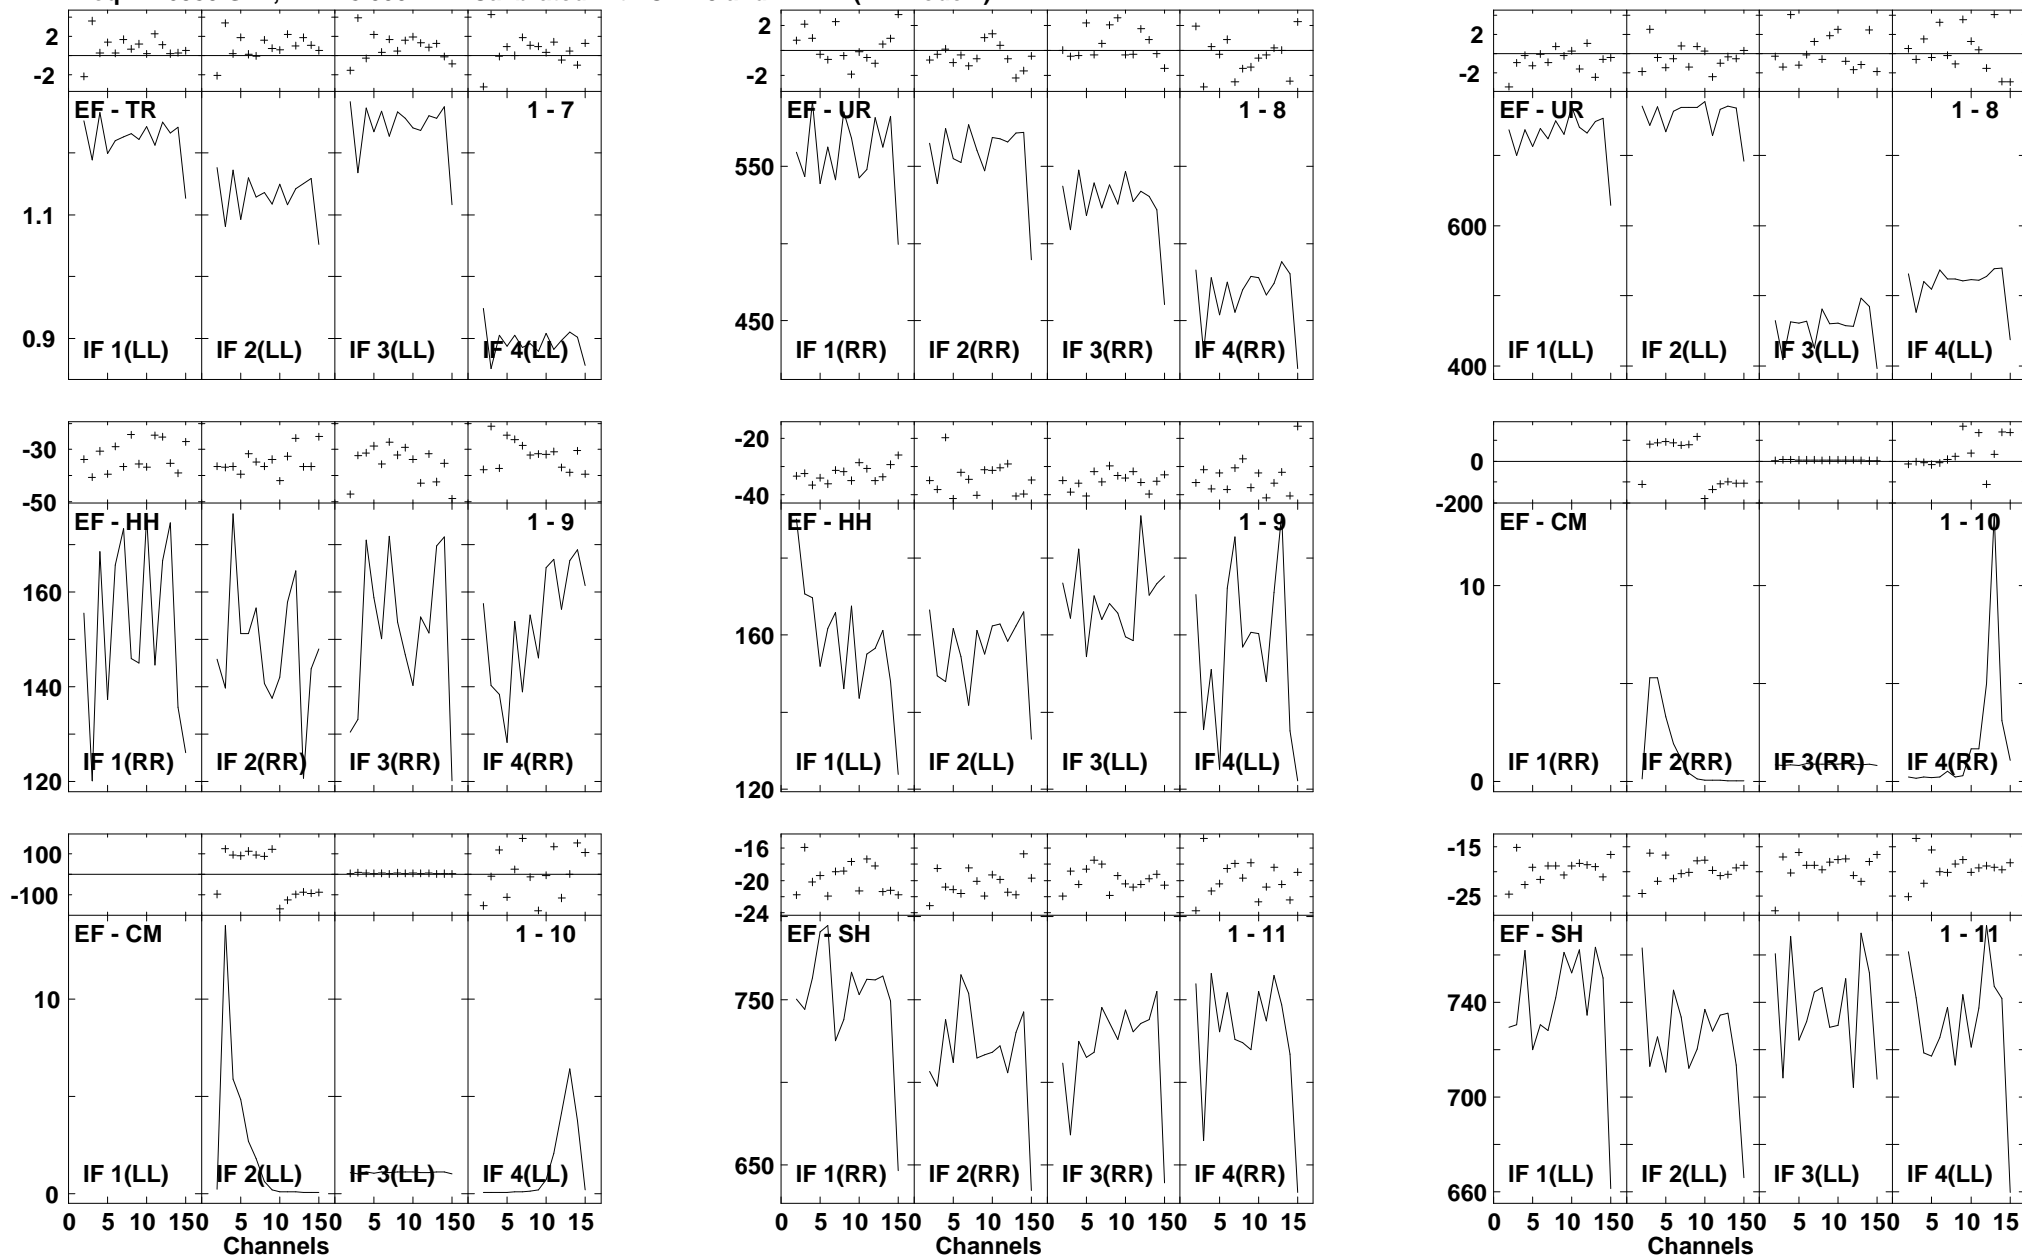 2
-2
EF - TR
1 - 7
1.1
0.9
IF 1(LL)
IF 2(LL)
IF 3(LL)
IF 4(LL)
2
-2
EF - UR
1 - 8
550
450
IF 1(RR)
IF 2(RR)
IF 3(RR)
IF 4(RR)
2
-2
EF - UR
1 - 8
600
400
IF 1(LL)
IF 2(LL)
IF 3(LL)
IF 4(LL)
-30
-50
EF - HH
1 - 9
160
140
120
IF 1(RR)
IF 2(RR)
IF 3(RR)
IF 4(RR)
-20
-40
EF - HH
1 - 9
160
120
IF 1(LL)
IF 2(LL)
IF 3(LL)
IF 4(LL)
0
-200
EF - CM
1 - 10
10
0
IF 1(RR)
IF 2(RR)
IF 3(RR)
IF 4(RR)
100
-100
EF - CM
1 - 10
10
0
IF 1(LL)
IF 2(LL)
IF 3(LL)
IF 4(LL)
0 5 10 150 5 10 150 5 10 150 5 10 15
Channels
-16
-20
-24
EF - SH
1 - 11
750
650
IF 1(RR)
IF 2(RR)
IF 3(RR)
IF 4(RR)
0 5 10 150 5 10 150 5 10 150 5 10 15
Channels
-15
-25
EF - SH
1 - 11
740
700
660
IF 1(LL)
IF 2(LL)
IF 3(LL)
IF 4(LL)
0 5 10 150 5 10 150 5 10 150 5 10 15
Channels